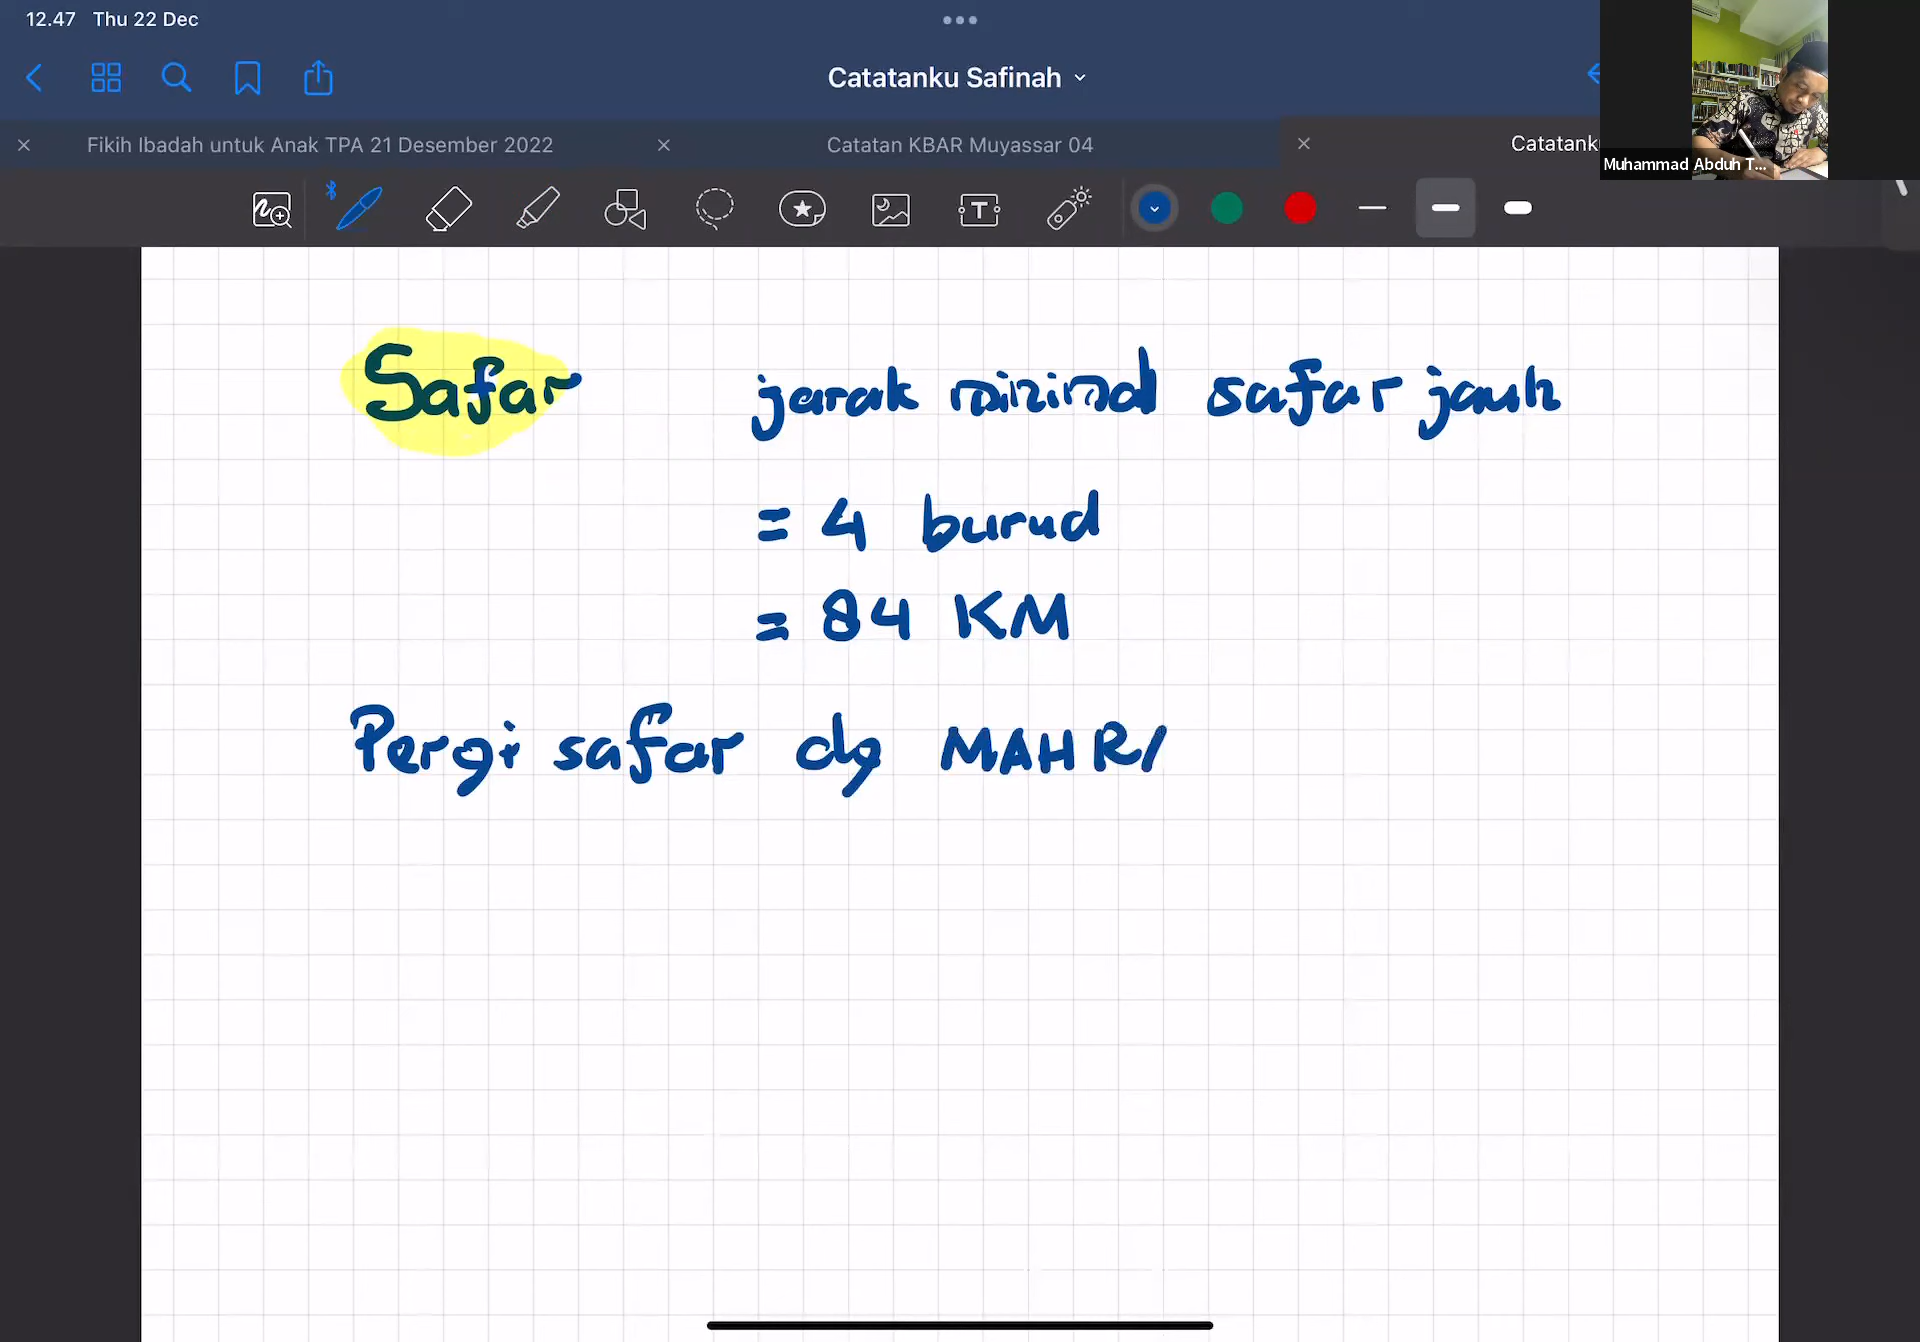 12.47 Thu 22 Dec
Catatanku Safinah
Fikih Ibadah untuk Anak TPA 21 Desember 2022
Catatan KBAR Muyassar 04
Catatank
Muhammad Abduh T...
T
Safar jarak minimal safar jauh
= 4 burud
= 84 KM
Pergi safar dg MAHR